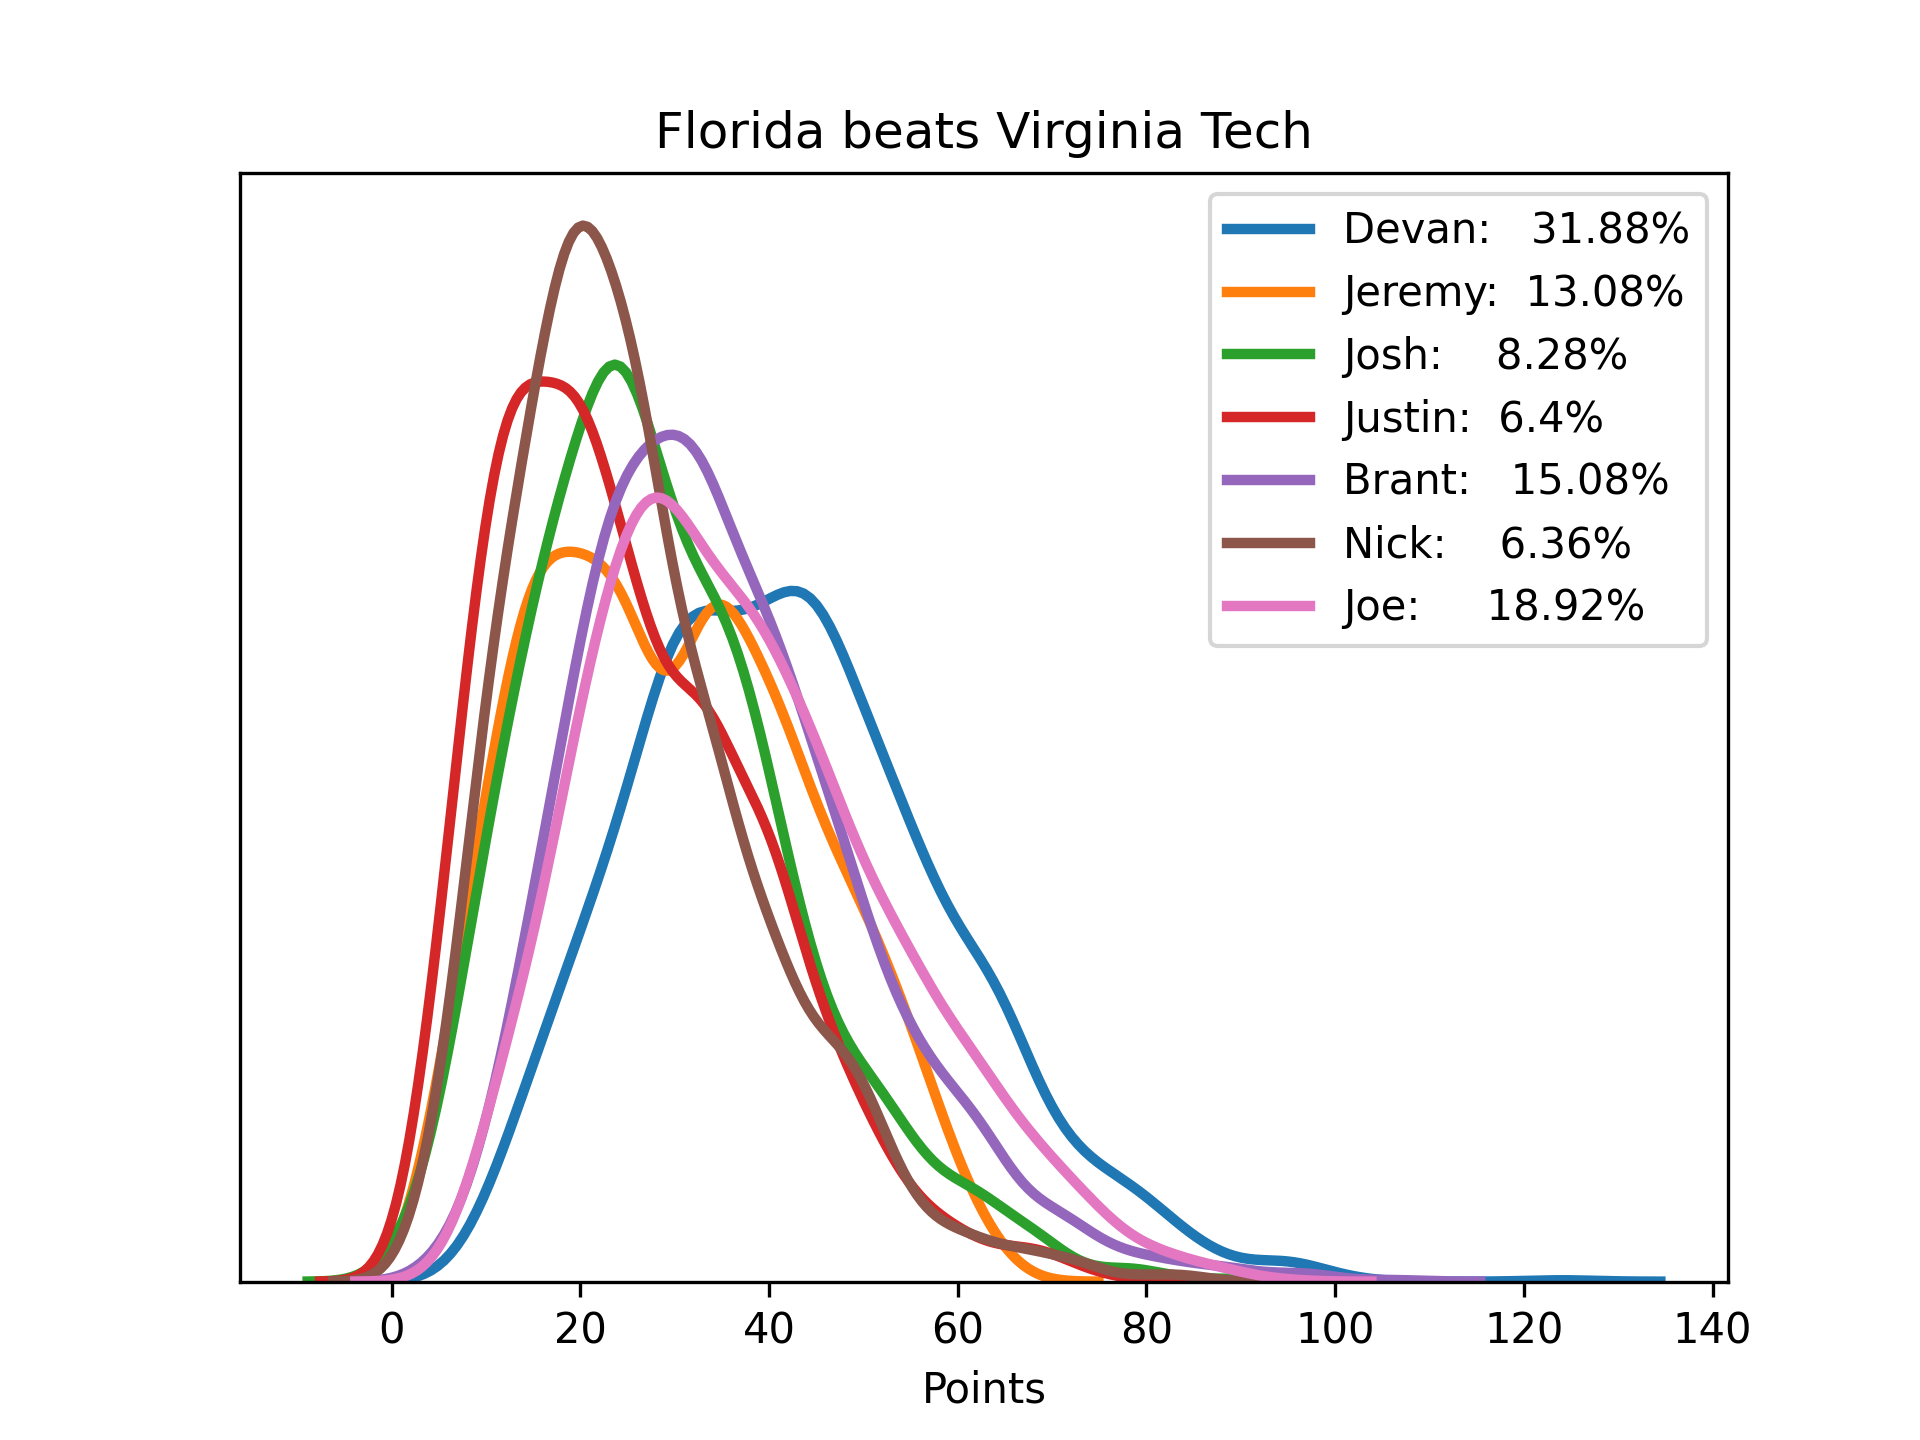 Florida beats Virginia Tech
Devan: 31.88%
Jeremy: 13.08%
Josh: 8.28%
Justin: 6.4%
Brant: 15.08%
Nick: 6.36%
Joe: 18.92%
0 20 40 60 80 100 120 140
Points